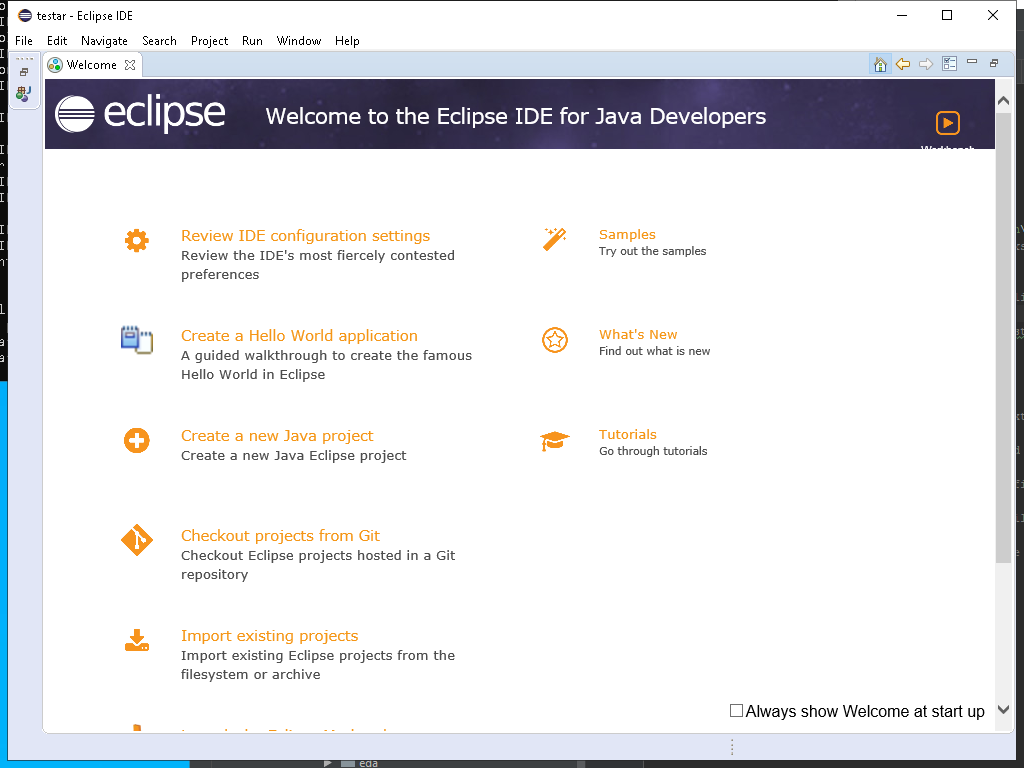 testar - Eclipse IDE
File Edit Navigate Search Project Run Window Help
Welcome
eclipse
Welcome to the Eclipse IDE for Java Developers
Workbench
Review IDE configuration settings
Review the IDE's most fiercely contested
preferences
Samples
Try out the samples
Create a Hello World application
A guided walkthrough to create the famous
Hello World in Eclipse
What's New
Find out what is new
Create a new Java project
Create a new Java Eclipse project
Tutorials
Go through tutorials
Checkout projects from Git
Checkout Eclipse projects hosted in a Git
repository
Import existing projects
Import existing Eclipse projects from the
filesystem or archive
Always show Welcome at start up
eda